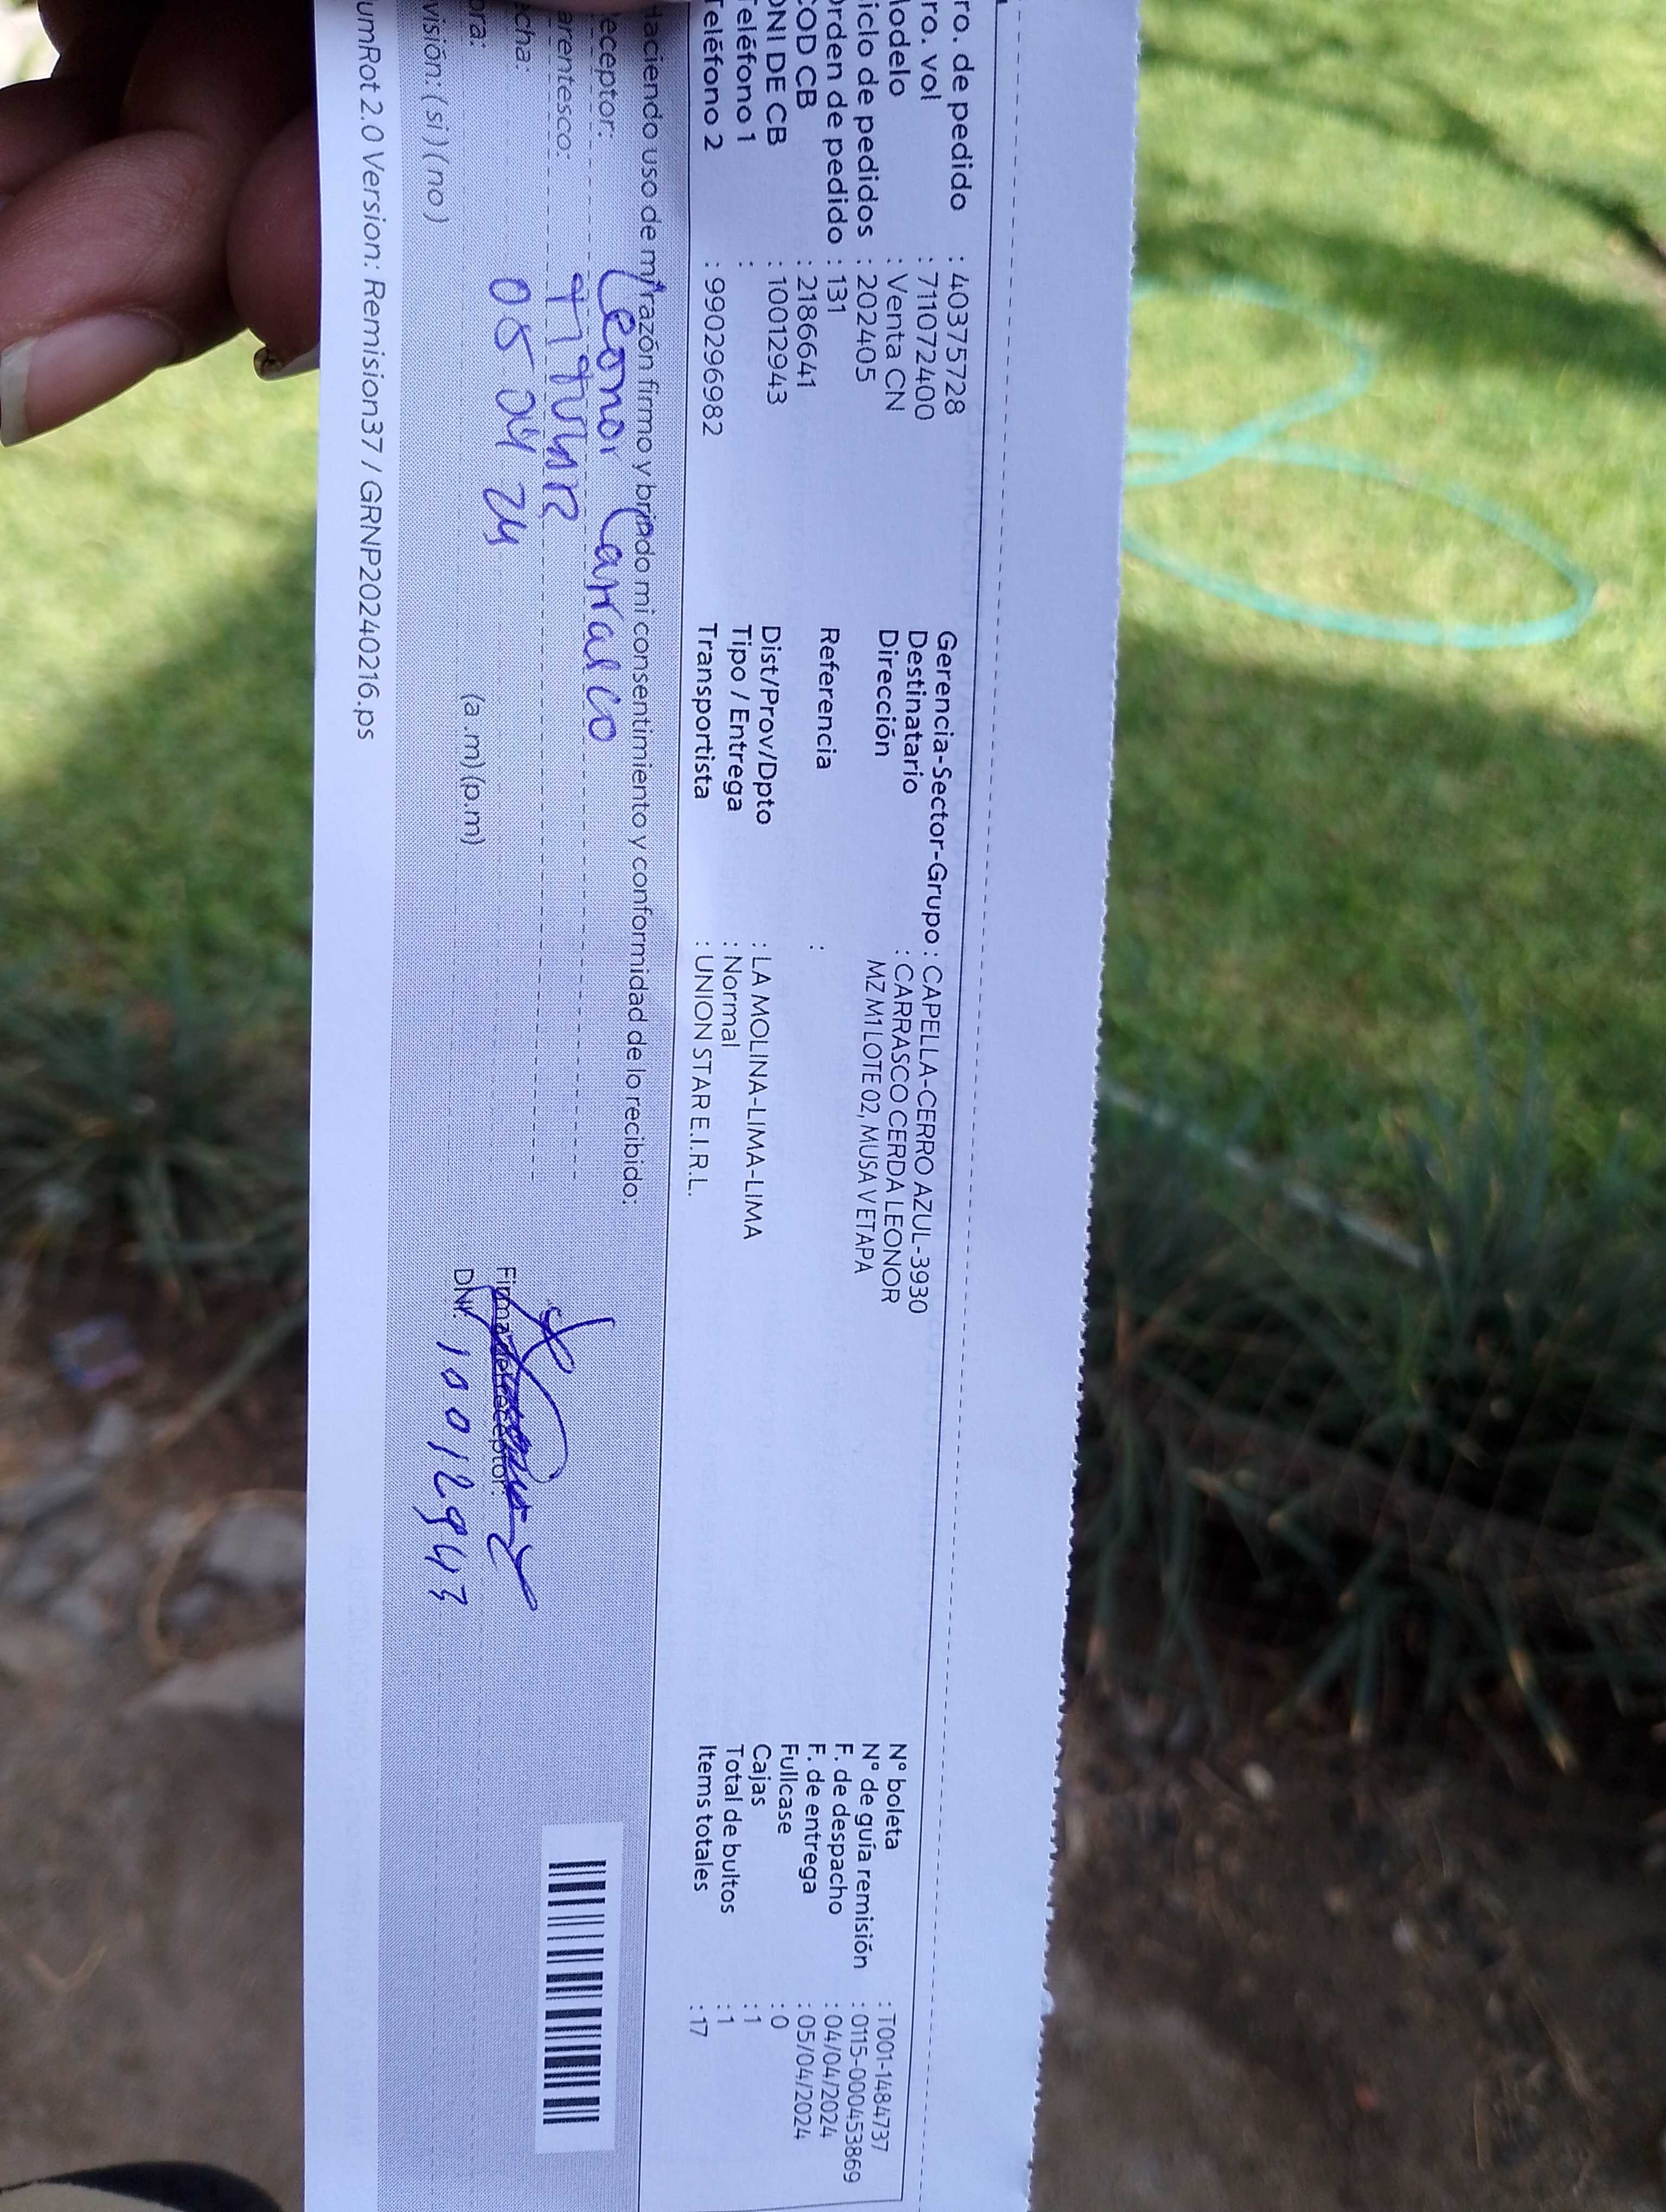 ro. de pedido : 40375728
ro. vol : 711072400
lodelo : Venta CN
iclo de pedidos : 202405
rden de pedido : 131
COD CB : 2186641
NI DE CB : 10012943
eléfono 1 :
Teléfono 2 : 990296982
Gerencia-Sector-Grupo : CAPELLA-CERRO AZUL-3930
Destinatario : CARRASCO CERDA LEONOR
Dirección MZ M1 LOTE 02, MUSA V ETAPA
Referencia :
Dist/Prov/Dpto : LA MOLINA-LIMA-LIMA
Tipo / Entrega : Normal
Transportista : UNION STAR E.I.R.L.
N° boleta : T001-1484737
N° de guía remisión : 0115-000453869
F. de despacho : 04/04/2024
F. de entrega : 05/04/2024
Fullcase : 0
Cajas : 1
Total de bultos : 1
Items totales : 17
Haciendo uso de mi razón firmo y brindo mi consentimiento y conformidad de lo recibido:
eceptor: Leonor Carrasco
arentesco: titular
echa: 05 04 24
ora: (a.m) (p.m)
visión: (si) (no)
Firma de receptor:
DNI: 10012943
umRot 2.0 Version: Remision37 / GRNP20240216.ps